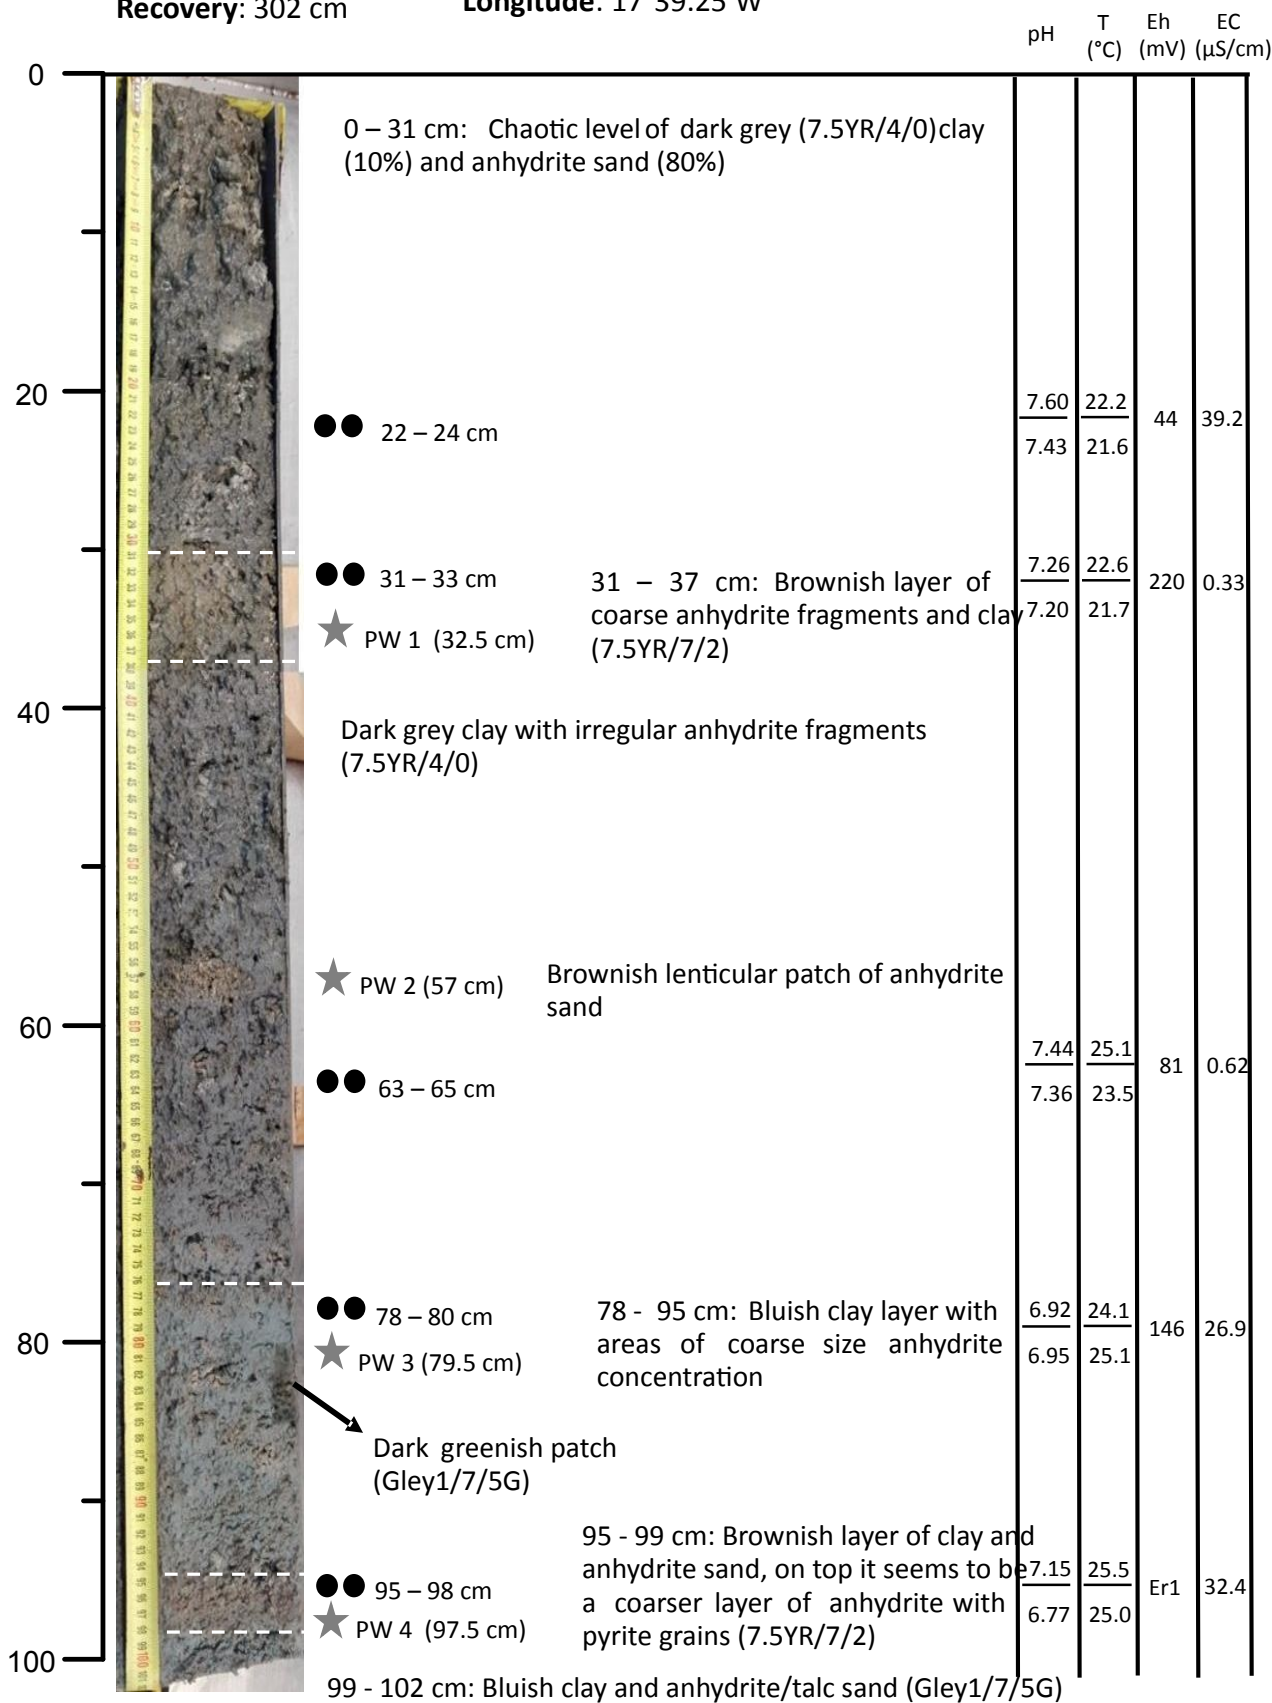 Recovery: 302 cm
Longitude: 17°39.25'W
pH
T
(°C)
Eh
(mV)
EC
(µS/cm)
0
0 – 31 cm: Chaotic level of dark grey (7.5YR/4/0)clay
(10%) and anhydrite sand (80%)
20
22 – 24 cm
7.60
7.43
22.2
21.6
44
39.2
31 – 33 cm
PW 1 (32.5 cm)
31 – 37 cm: Brownish layer of
coarse anhydrite fragments and clay
(7.5YR/7/2)
7.26
7.20
22.6
21.7
220
0.33
40
Dark grey clay with irregular anhydrite fragments
(7.5YR/4/0)
PW 2 (57 cm)
Brownish lenticular patch of anhydrite
sand
60
63 – 65 cm
7.44
7.36
25.1
23.5
81
0.62
78 – 80 cm
PW 3 (79.5 cm)
78 - 95 cm: Bluish clay layer with
areas of coarse size anhydrite
concentration
6.92
6.95
24.1
25.1
146
26.9
80
Dark greenish patch
(Gley1/7/5G)
95 – 98 cm
PW 4 (97.5 cm)
95 - 99 cm: Brownish layer of clay and
anhydrite sand, on top it seems to be
a coarser layer of anhydrite with
pyrite grains (7.5YR/7/2)
7.15
6.77
25.5
25.0
Er1
32.4
100
99 - 102 cm: Bluish clay and anhydrite/talc sand (Gley1/7/5G)